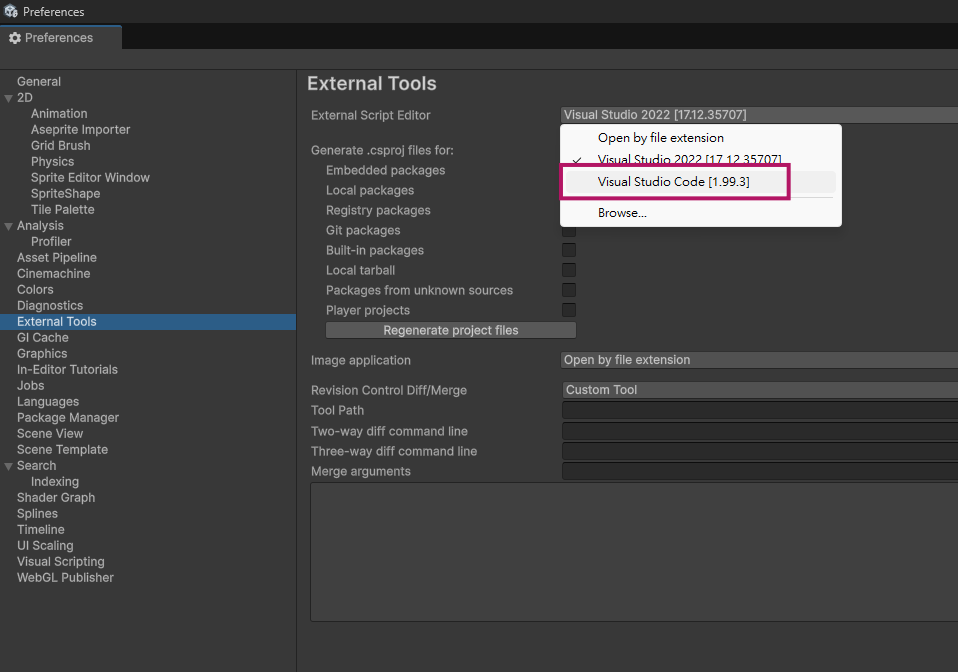 Preferences
Preferences
General
2D
Animation
Aseprite Importer
Grid Brush
Physics
Sprite Editor Window
SpriteShape
Tile Palette
Analysis
Profiler
Asset Pipeline
Cinemachine
Colors
Diagnostics
External Tools
GI Cache
Graphics
In-Editor Tutorials
Jobs
Languages
Package Manager
Scene View
Scene Template
Search
Indexing
Shader Graph
Splines
Timeline
UI Scaling
Visual Scripting
WebGL Publisher
External Tools
External Script Editor
Visual Studio 2022 [17.12.35707]
Open by file extension
Visual Studio 2022 [17.12.35707]
Visual Studio Code [1.99.3]
Browse...
Generate .csproj files for:
Embedded packages
Local packages
Registry packages
Git packages
Built-in packages
Local tarball
Packages from unknown sources
Player projects
Regenerate project files
Image application
Open by file extension
Revision Control Diff/Merge
Custom Tool
Tool Path
Two-way diff command line
Three-way diff command line
Merge arguments